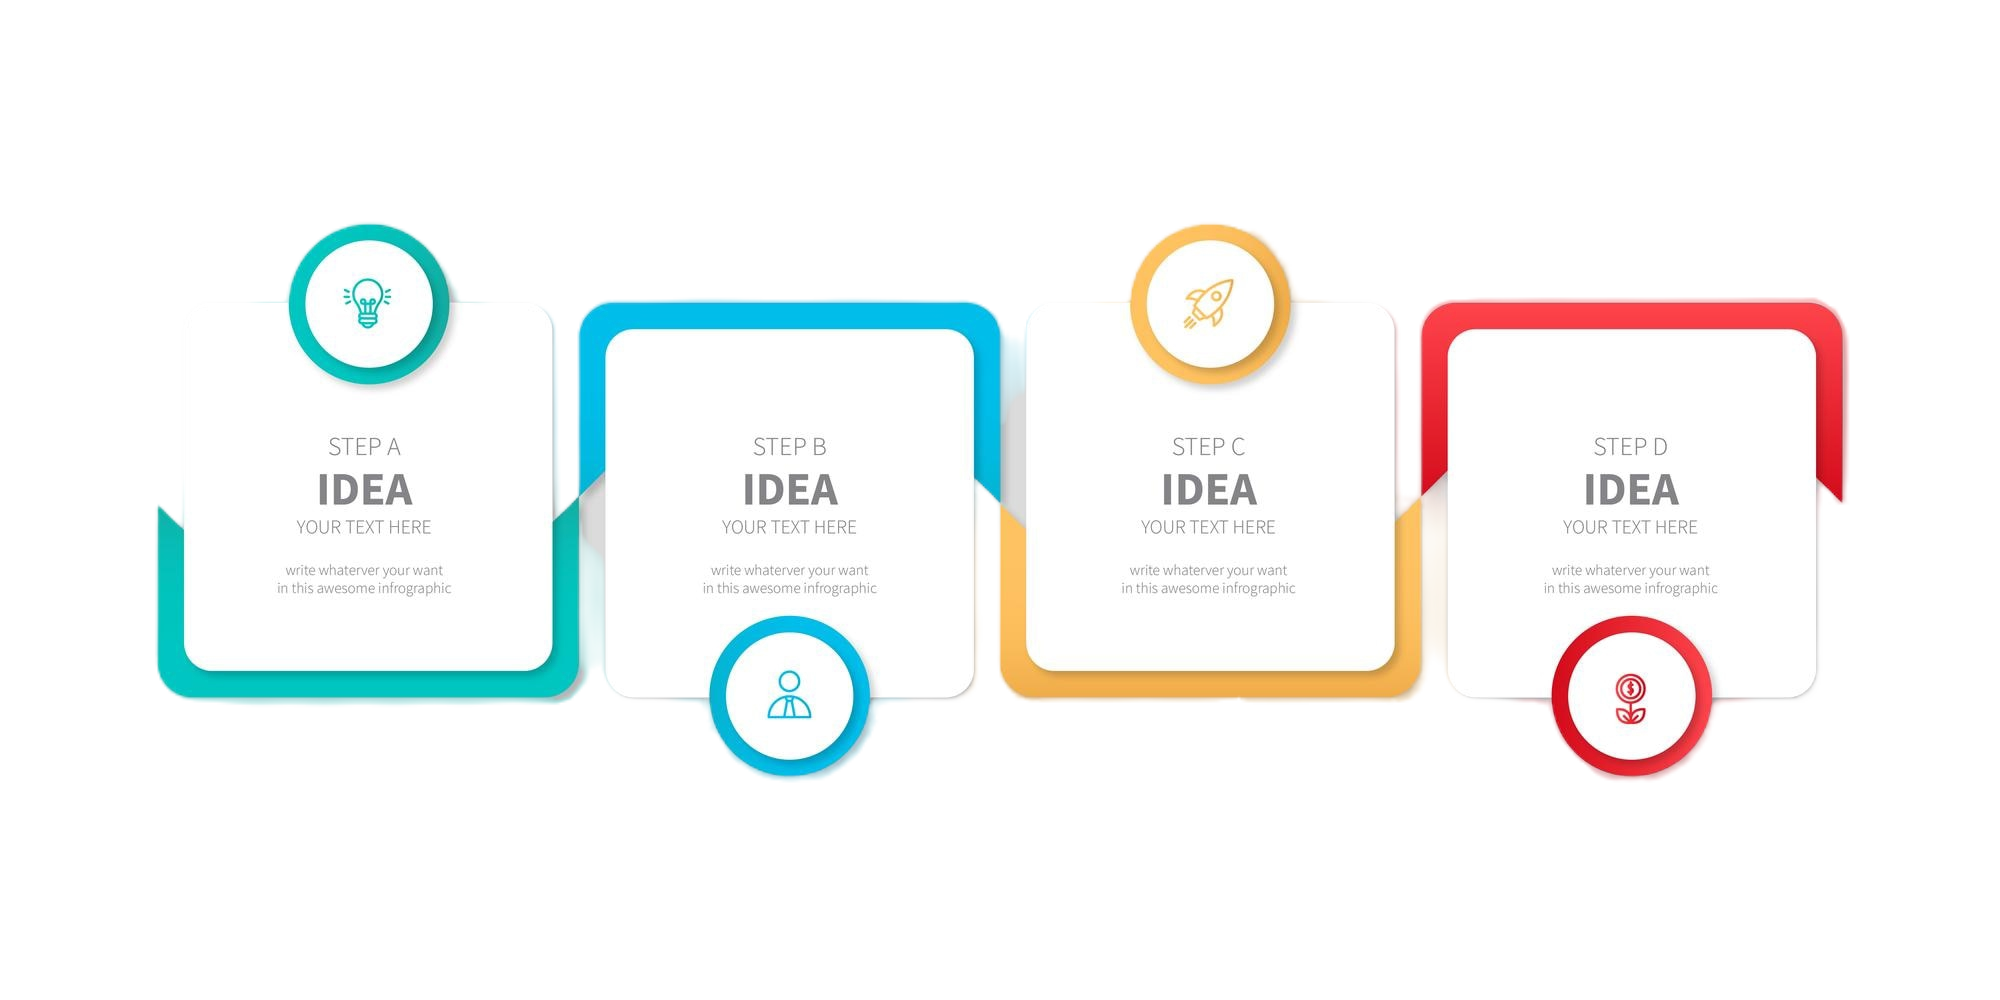 STEP A
IDEA
YOUR TEXT HERE
write whaterver your want
in this awesome infrographic
STEP B
IDEA
YOUR TEXT HERE
write whaterver your want
in this awesome infrographic
STEP C
IDEA
YOUR TEXT HERE
write whaterver your want
in this awesome infrographic
STEP D
IDEA
YOUR TEXT HERE
write whaterver your want
in this awesome infrographic
$